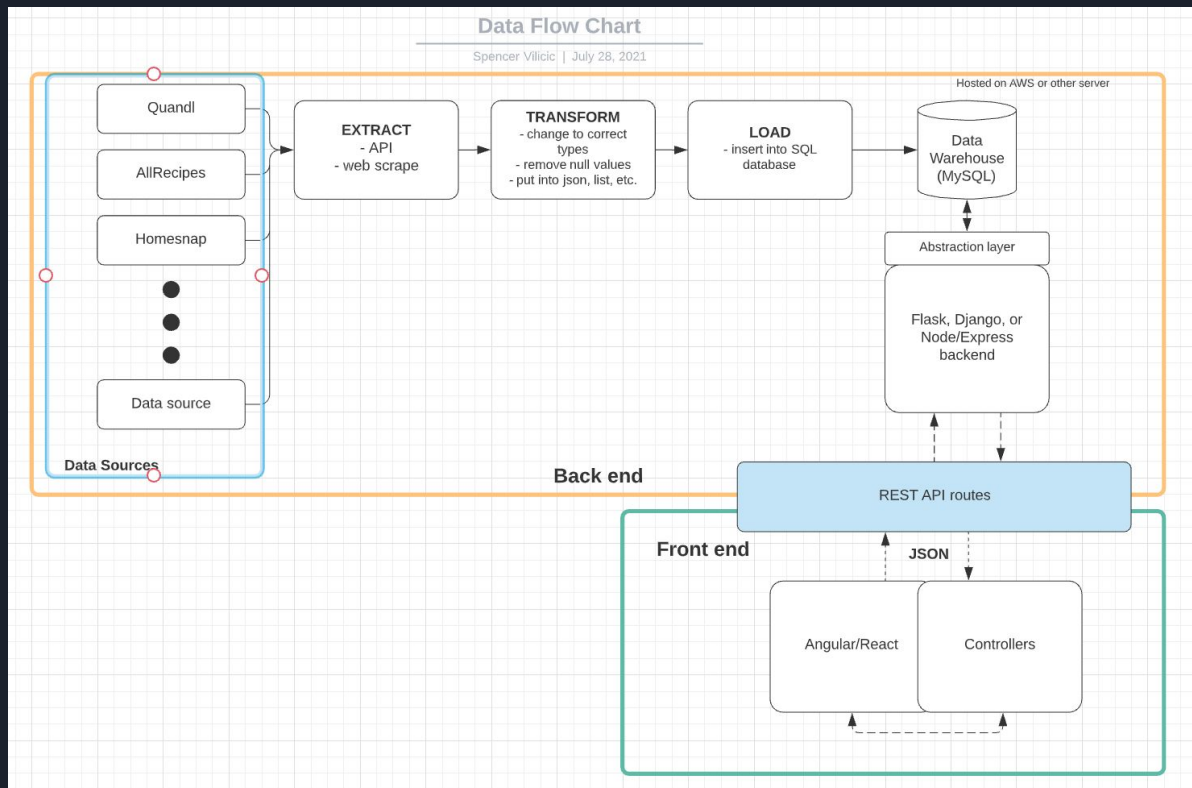 Data Flow Chart
Spencer Vilicic | July 28, 2021
Hosted on AWS or other server
Quandl
AllRecipes
Homesnap
Data source
Data Sources
EXTRACT
- API
- web scrape
TRANSFORM
- change to correct
types
- remove null values
- put into json, list, etc.
LOAD
- insert into SQL
database
Data
Warehouse
(MySQL)
Abstraction layer
Flask, Django, or
Node/Express
backend
Back end
REST API routes
Front end
JSON
Angular/React
Controllers